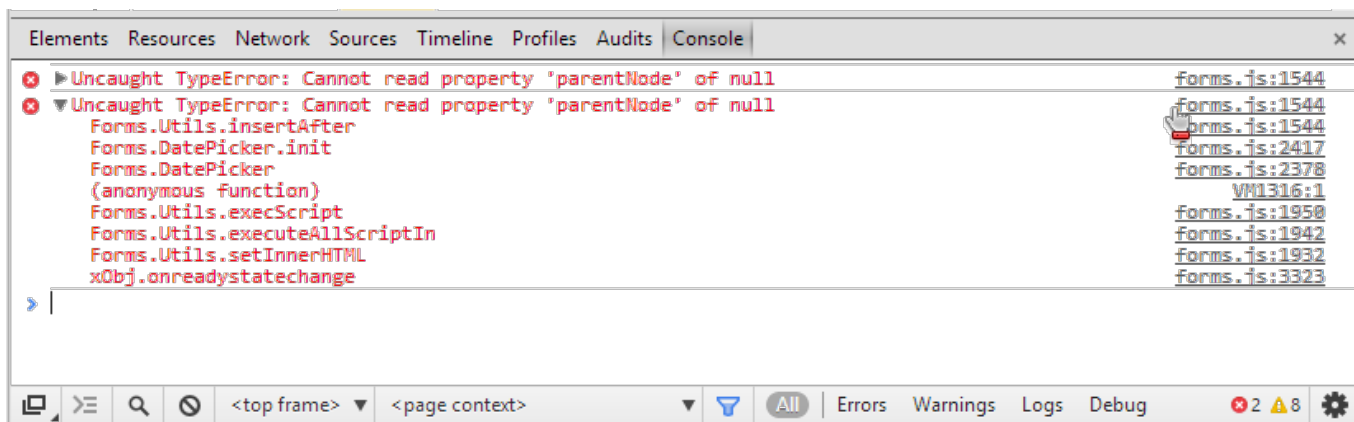 Elements Resources Network Sources Timeline Profiles Audits Console ×
Uncaught TypeError: Cannot read property 'parentNode' of null forms.js:1544
Uncaught TypeError: Cannot read property 'parentNode' of null forms.js:1544
Forms.Utils.insertAfter forms.js:1544
Forms.DatePicker.init forms.js:2417
Forms.DatePicker forms.js:2378
(anonymous function) VM1316:1
Forms.Utils.execScript forms.js:1950
Forms.Utils.executeAllScriptIn forms.js:1942
Forms.Utils.setInnerHTML forms.js:1932
xObj.onreadystatechange forms.js:3323
<top frame> ▼ <page context> ▼ All Errors Warnings Logs Debug 2 8